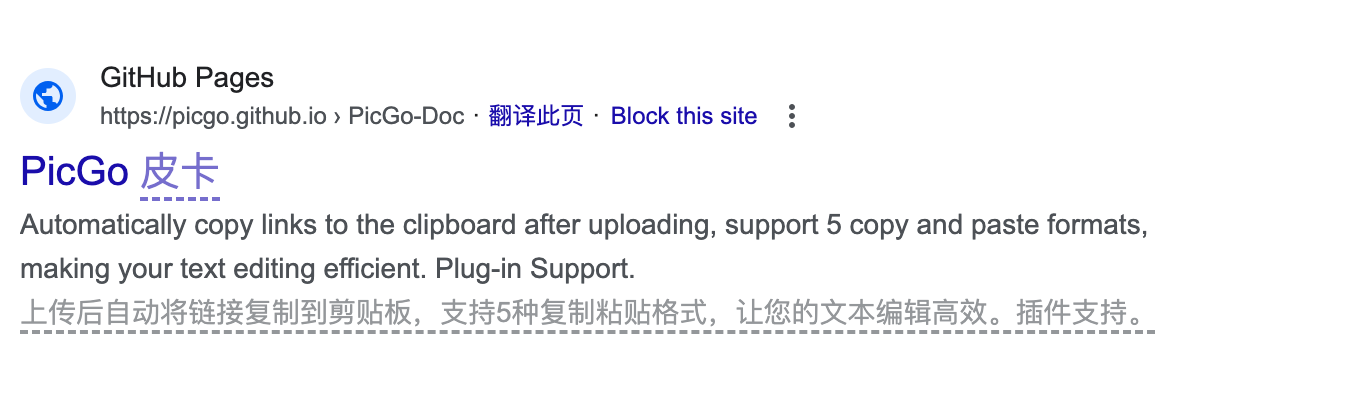 GitHub Pages
https://picgo.github.io › PicGo-Doc · 翻译此页 · Block this site
PicGo 皮卡
Automatically copy links to the clipboard after uploading, support 5 copy and paste formats,
making your text editing efficient. Plug-in Support.
上传后自动将链接复制到剪贴板，支持5种复制粘贴格式，让您的文本编辑高效。插件支持。